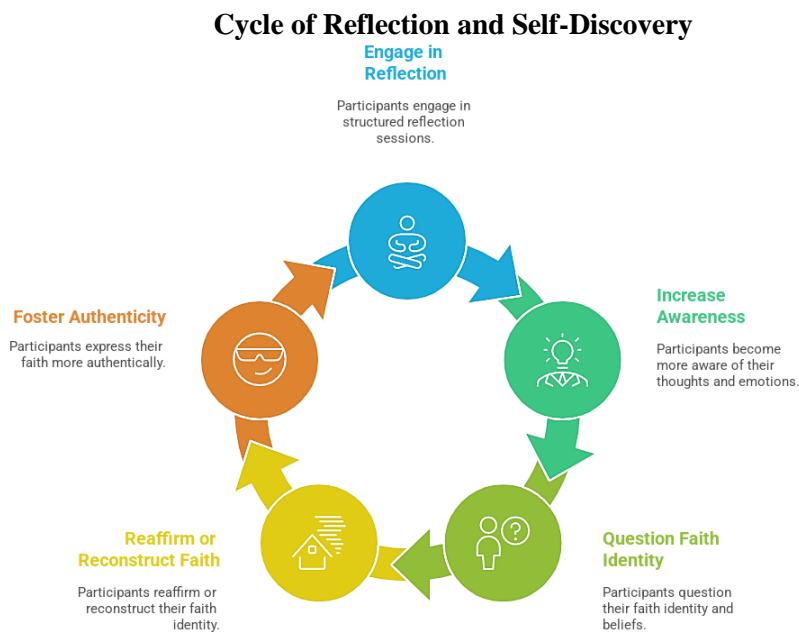 Cycle of Reflection and Self-Discovery
Engage in
Reflection
Participants engage in
structured reflection
sessions.
Increase
Awareness
Participants become
more aware of their
thoughts and emotions.
Question Faith
Identity
Participants question
their faith identity and
beliefs.
Reaffirm or
Reconstruct Faith
Participants reaffirm or
reconstruct their faith
identity.
Foster Authenticity
Participants express their
faith more authentically.
?